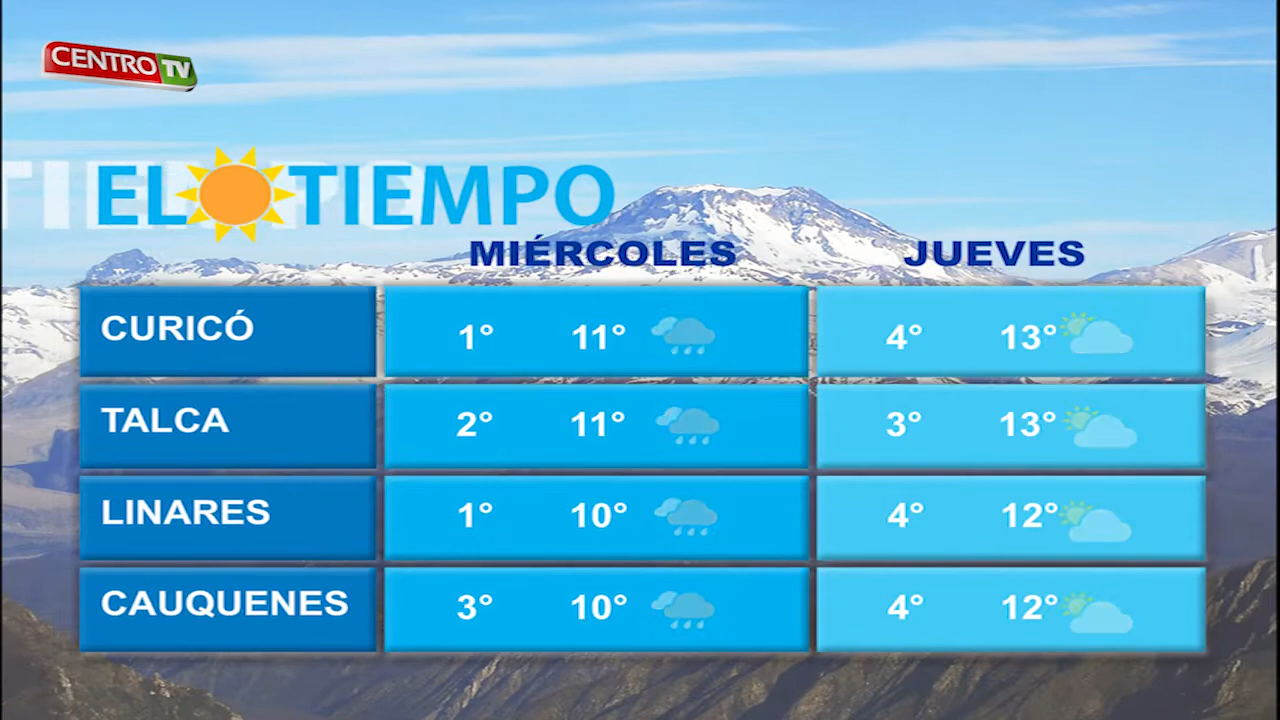 CENTRO TV
EL TIEMPO
MIÉRCOLES JUEVES
CURICÓ 1° 11° 4° 13°
TALCA 2° 11° 3° 13°
LINARES 1° 10° 4° 12°
CAUQUENES 3° 10° 4° 12°